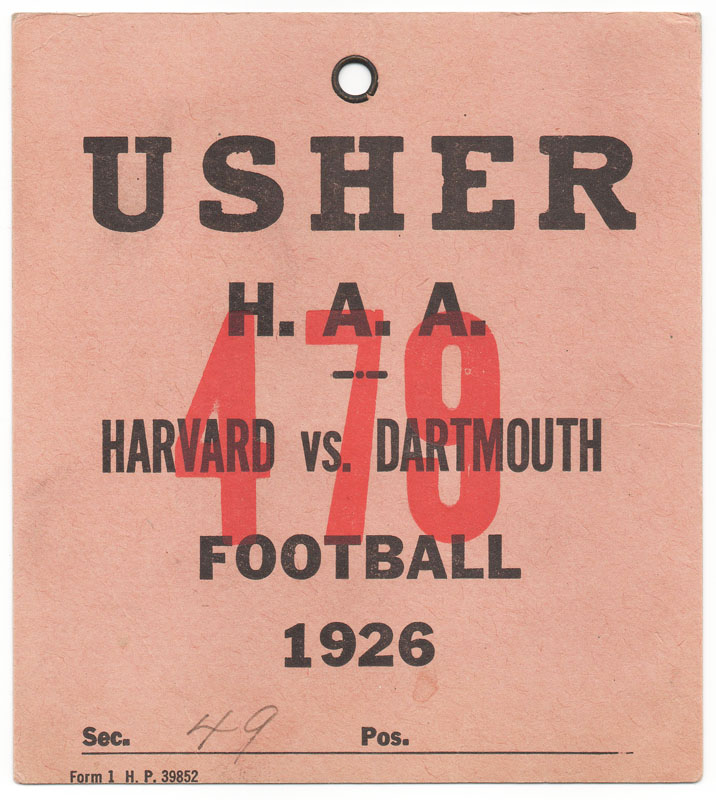 USHER
H. A. A.
479
HARVARD vs. DARTMOUTH
FOOTBALL
1926
Sec. 49 Pos.
Form 1 H. P. 39852